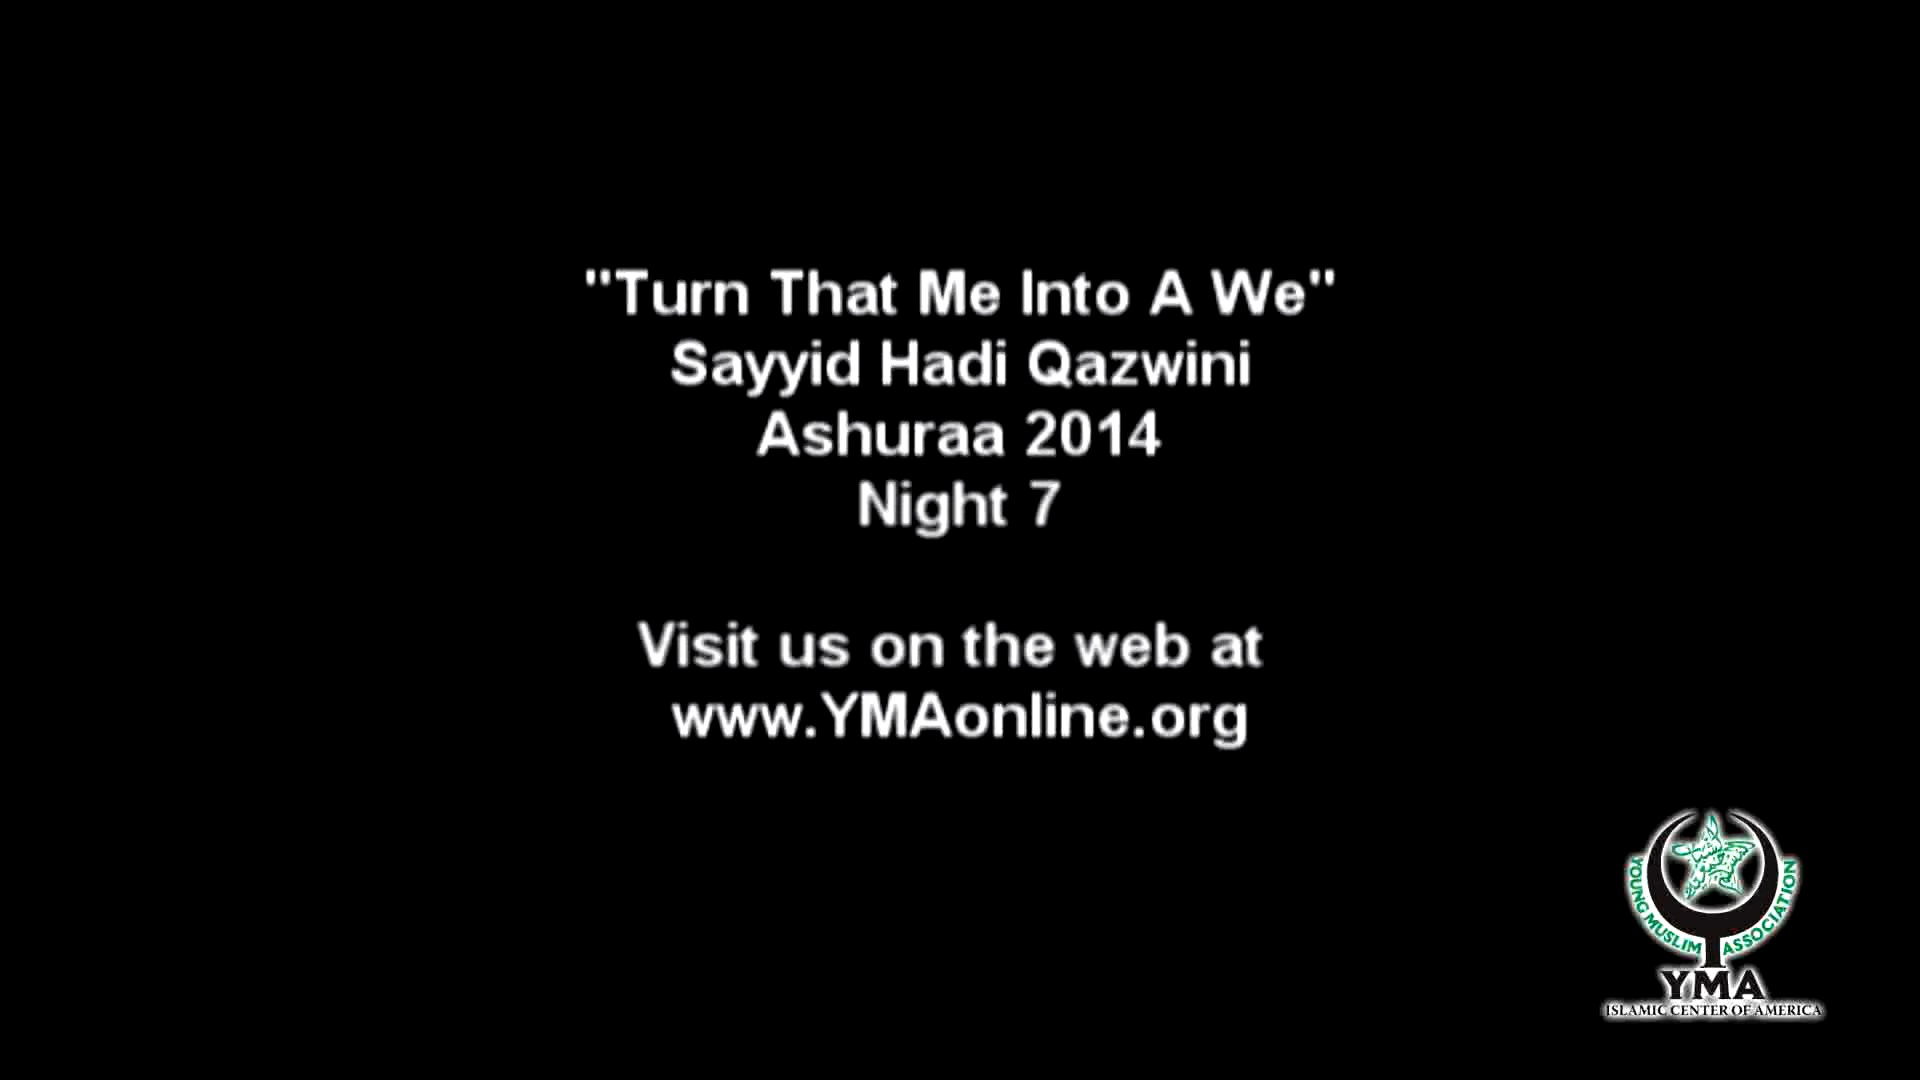 "Turn That Me Into A We"
Sayyid Hadi Qazwini
Ashuraa 2014
Night 7
Visit us on the web at
www.YMAonline.org
YOUNG MUSLIM ASSOCIATION
YMA
ISLAMIC CENTER OF AMERICA